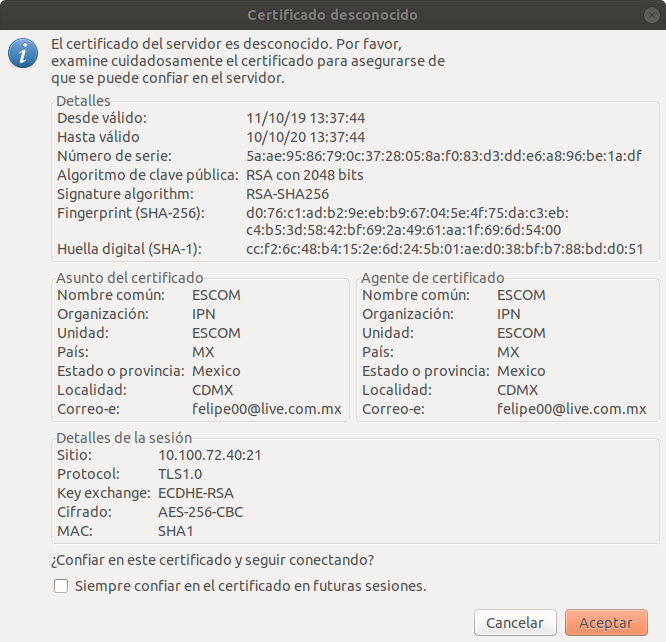 Certificado desconocido
El certificado del servidor es desconocido. Por favor,
examine cuidadosamente el certificado para asegurarse de
que se puede confiar en el servidor.
Detalles
Desde válido: 11/10/19 13:37:44
Hasta válido 10/10/20 13:37:44
Número de serie: 5a:ae:95:86:79:0c:37:28:05:8a:f0:83:d3:dd:e6:a8:96:be:1a:df
Algoritmo de clave pública: RSA con 2048 bits
Signature algorithm: RSA-SHA256
Fingerprint (SHA-256): d0:76:c1:ad:b2:9e:eb:b9:67:04:5e:4f:75:da:c3:eb:
c4:b5:3d:58:42:bf:69:2a:49:61:aa:1f:69:6d:54:00
Huella digital (SHA-1): cc:f2:6c:48:b4:15:2e:6d:24:5b:01:ae:d0:38:bf:b7:88:bd:d0:51
Asunto del certificado
Nombre común: ESCOM
Organización: IPN
Unidad: ESCOM
País: MX
Estado o provincia: Mexico
Localidad: CDMX
Correo-e: felipe00@live.com.mx
Agente de certificado
Nombre común: ESCOM
Organización: IPN
Unidad: ESCOM
País: MX
Estado o provincia: Mexico
Localidad: CDMX
Correo-e: felipe00@live.com.mx
Detalles de la sesión
Sitio: 10.100.72.40:21
Protocol: TLS1.0
Key exchange: ECDHE-RSA
Cifrado: AES-256-CBC
MAC: SHA1
¿Confiar en este certificado y seguir conectando?
Siempre confiar en el certificado en futuras sesiones.
Cancelar
Aceptar